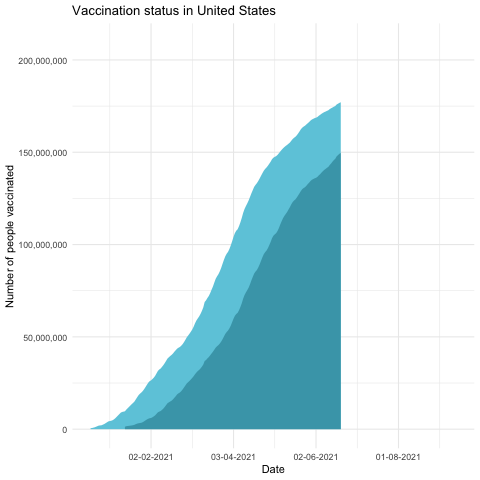 Vaccination status in United States
200,000,000
150,000,000
100,000,000
50,000,000
0
Number of people vaccinated
02-02-2021 03-04-2021 02-06-2021 01-08-2021
Date